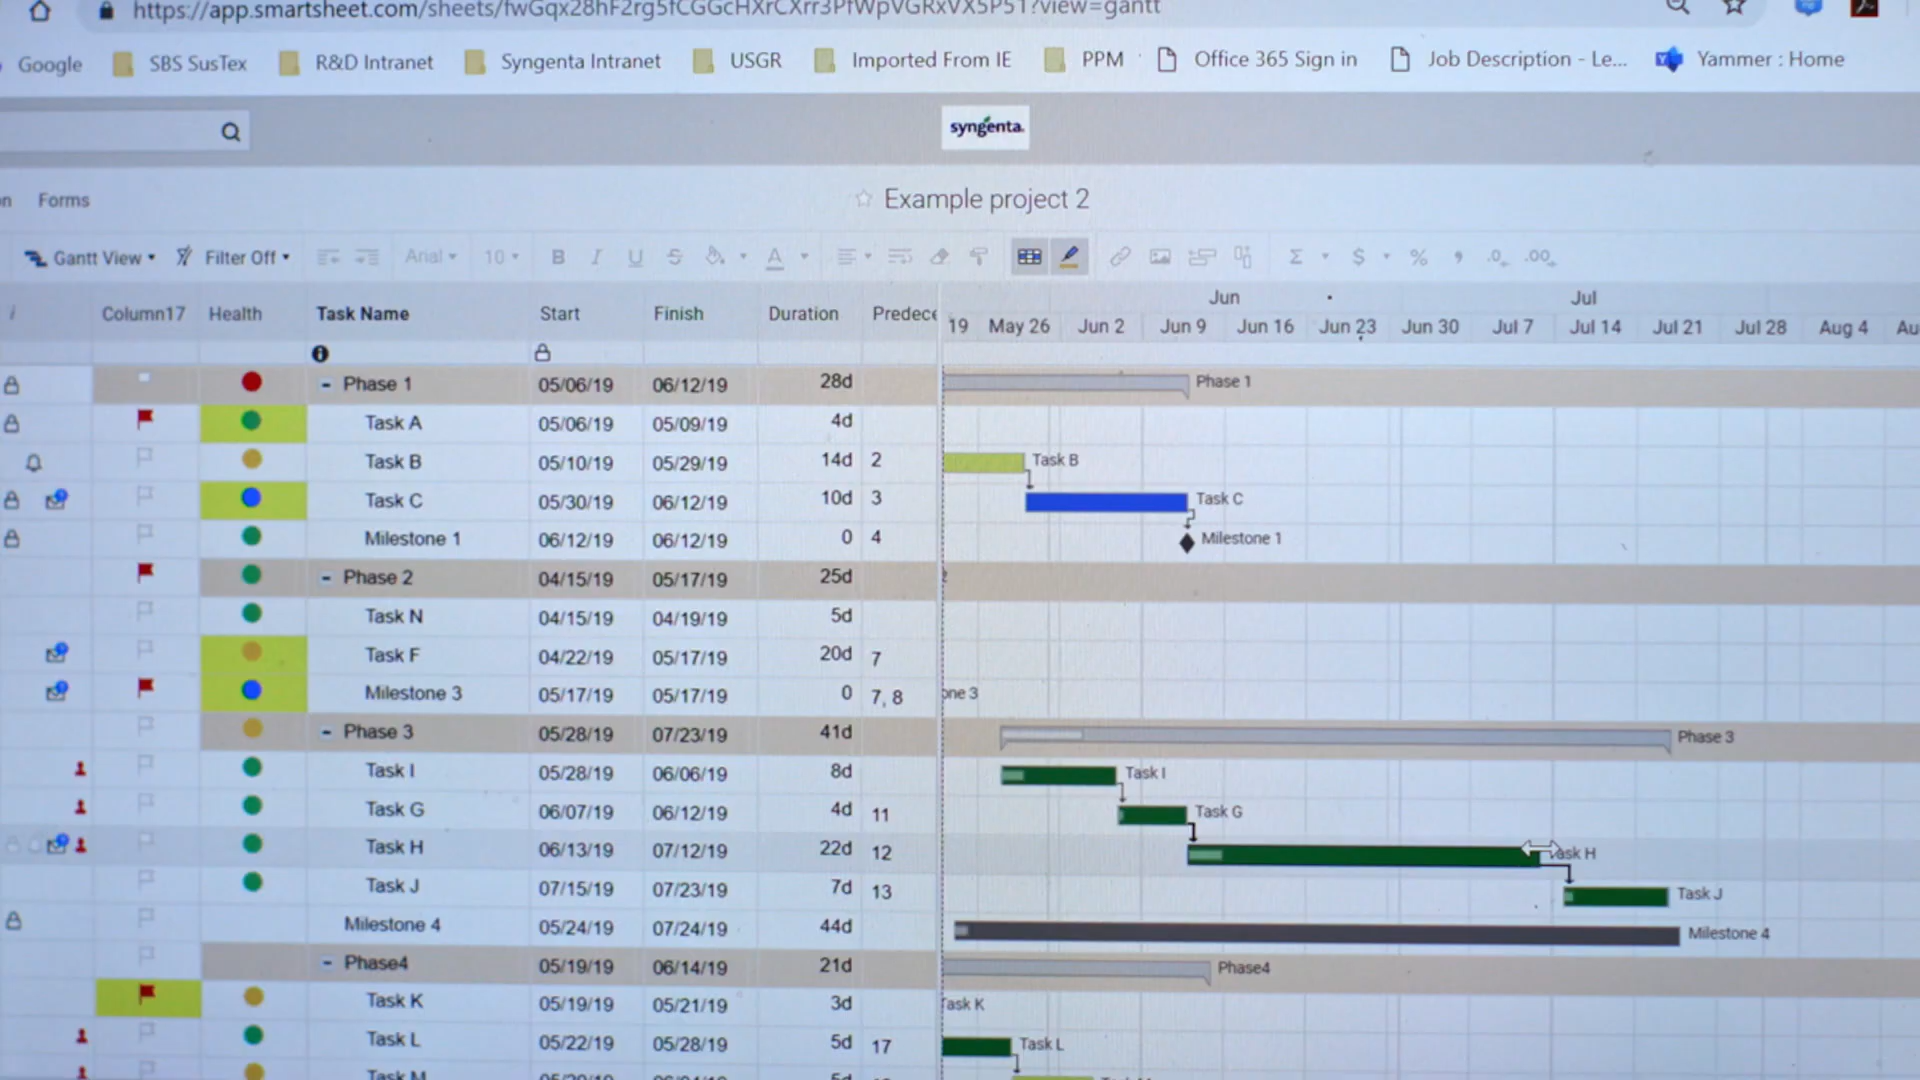 https://app.smartsheet.com/sheets/fwGqx28hF2rg5fCGGcHXrCXrr3PfWpVGRxVX5P51?view=gantt
Google SBS SusTex R&D Intranet Syngenta Intranet USGR Imported From IE PPM Office 365 Sign in Job Description - Le... Yammer : Home
syngenta.
Forms
Example project 2
Gantt View Filter Off Arial 10 B I U S A Σ $ % .0 .00
Column17 Health Task Name Start Finish Duration Predece
Jun Jul
19 May 26 Jun 2 Jun 9 Jun 16 Jun 23 Jun 30 Jul 7 Jul 14 Jul 21 Jul 28 Aug 4 Au
Phase 1 05/06/19 06/12/19 28d Phase 1
Task A 05/06/19 05/09/19 4d
Task B 05/10/19 05/29/19 14d 2 Task B
Task C 05/30/19 06/12/19 10d 3 Task C
Milestone 1 06/12/19 06/12/19 0 4 Milestone 1
Phase 2 04/15/19 05/17/19 25d
Task N 04/15/19 04/19/19 5d
Task F 04/22/19 05/17/19 20d 7
Milestone 3 05/17/19 05/17/19 0 7, 8 one 3
Phase 3 05/28/19 07/23/19 41d Phase 3
Task I 05/28/19 06/06/19 8d Task I
Task G 06/07/19 06/12/19 4d 11 Task G
Task H 06/13/19 07/12/19 22d 12 Task H
Task J 07/15/19 07/23/19 7d 13 Task J
Milestone 4 05/24/19 07/24/19 44d Milestone 4
Phase4 05/19/19 06/14/19 21d Phase4
Task K 05/19/19 05/21/19 3d Task K
Task L 05/22/19 05/28/19 5d 17 Task L
Task M